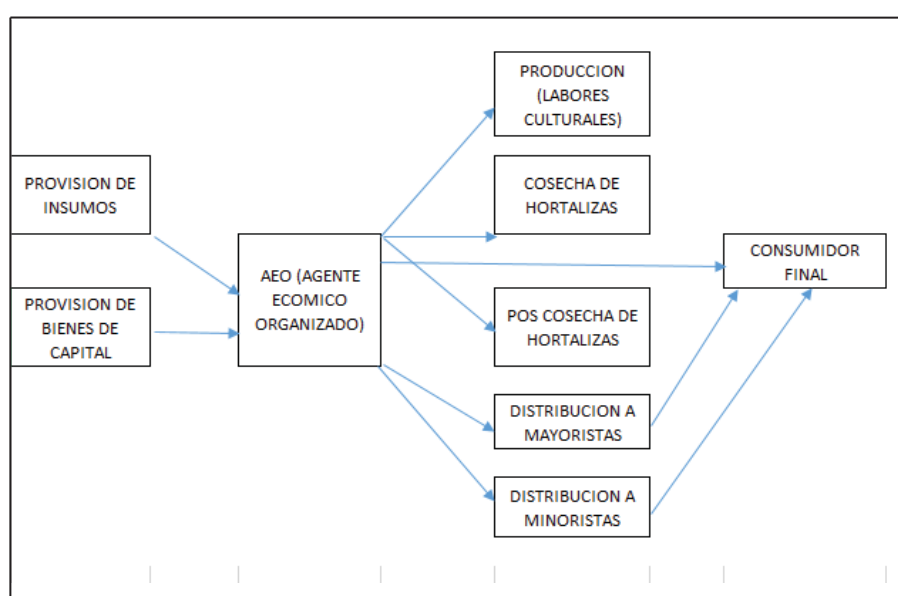 PROVISION DE
INSUMOS
PROVISION DE
BIENES DE
CAPITAL
AEO (AGENTE
ECOMICO
ORGANIZADO)
PRODUCCION
(LABORES
CULTURALES)
COSECHA DE
HORTALIZAS
POS COSECHA DE
HORTALIZAS
DISTRIBUCION A
MAYORISTAS
DISTRIBUCION A
MINORISTAS
CONSUMIDOR
FINAL